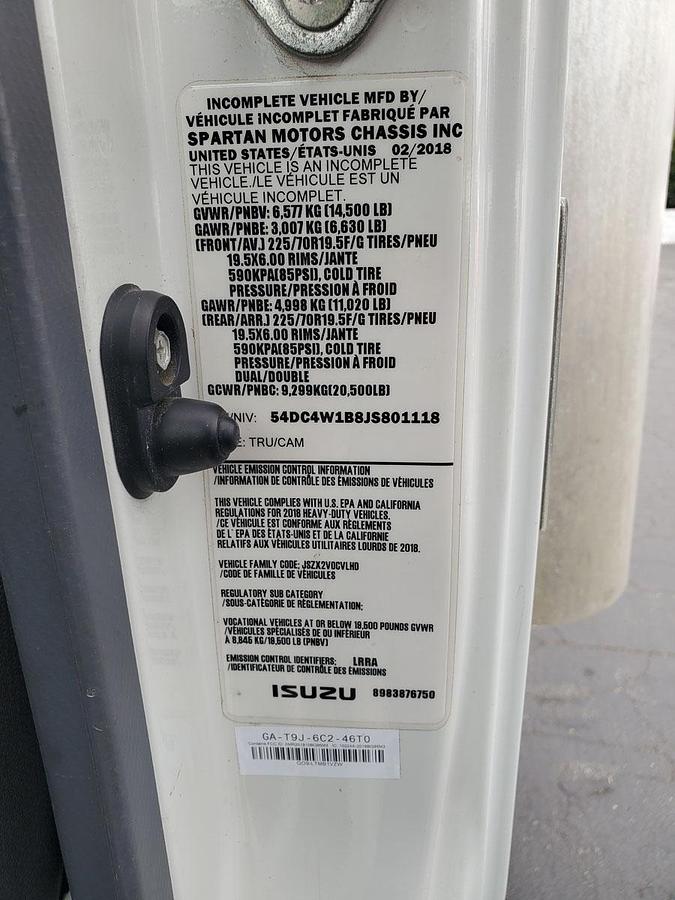 INCOMPLETE VEHICLE MFD BY/
VÉHICULE INCOMPLET FABRIQUÉ PAR
SPARTAN MOTORS CHASSIS INC
UNITED STATES/ÉTATS-UNIS 02/2018
THIS VEHICLE IS AN INCOMPLETE
VEHICLE./LE VÉHICULE EST UN
VÉHICULE INCOMPLET.
GVWR/PNBV: 6,577 KG (14,500 LB)
GAWR/PNBE: 3,007 KG (6,630 LB)
(FRONT/AV.) 225/70R19.5F/G TIRES/PNEU
19.5X6.00 RIMS/JANTE
590KPA(85PSI), COLD TIRE
PRESSURE/PRESSION À FROID
GAWR/PNBE: 4,998 KG (11,020 LB)
(REAR/ARR.) 225/70R19.5F/G TIRES/PNEU
19.5X6.00 RIMS/JANTE
590KPA(85PSI), COLD TIRE
PRESSURE/PRESSION À FROID
DUAL/DOUBLE
GCWR/PNBC: 9,299KG(20,500LB)
/NIV: 54DC4W1B8JS801118
E: TRU/CAM
VEHICLE EMISSION CONTROL INFORMATION
/INFORMATION DE CONTRÔLE DES ÉMISSIONS DE VÉHICULES
THIS VEHICLE COMPLIES WITH U.S. EPA AND CALIFORNIA
REGULATIONS FOR 2018 HEAVY-DUTY VEHICLES.
/CE VÉHICULE EST CONFORME AUX RÈGLEMENTS
DE L' EPA DES ÉTATS-UNIS ET DE LA CALIFORNIE
RELATIFS AUX VÉHICULES UTILITAIRES LOURDS DE 2018.
VEHICLE FAMILY CODE: JSZX2VOCVLHD
/CODE DE FAMILLE DE VÉHICULES
REGULATORY SUB CATEGORY
/SOUS-CATÉGORIE DE RÉGLEMENTATION:
VOCATIONAL VEHICLES AT OR BELOW 19,500 POUNDS GVWR
/VÉHICULES SPÉCIALISÉS DE OU INFÉRIEUR
À 8,845 KG/19,500 LB (PNBV)
EMISSION CONTROL IDENTIFIERS: LRRA
/IDENTIFICATEUR DE CONTRÔLE DES ÉMISSIONS
ISUZU 8983876750
GA-T9J-6C2-46T0
Contains FCC ID: